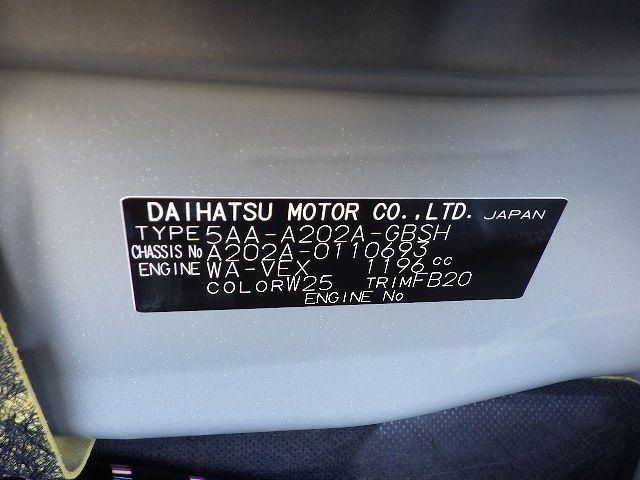 DAIHATSU MOTOR CO.,LTD. JAPAN
TYPE 5AA-A202A-GBSH
CHASSIS No A202A-0110693
ENGINE WA-VEX 1196 cc
COLOR W25 TRIM FB20
ENGINE No